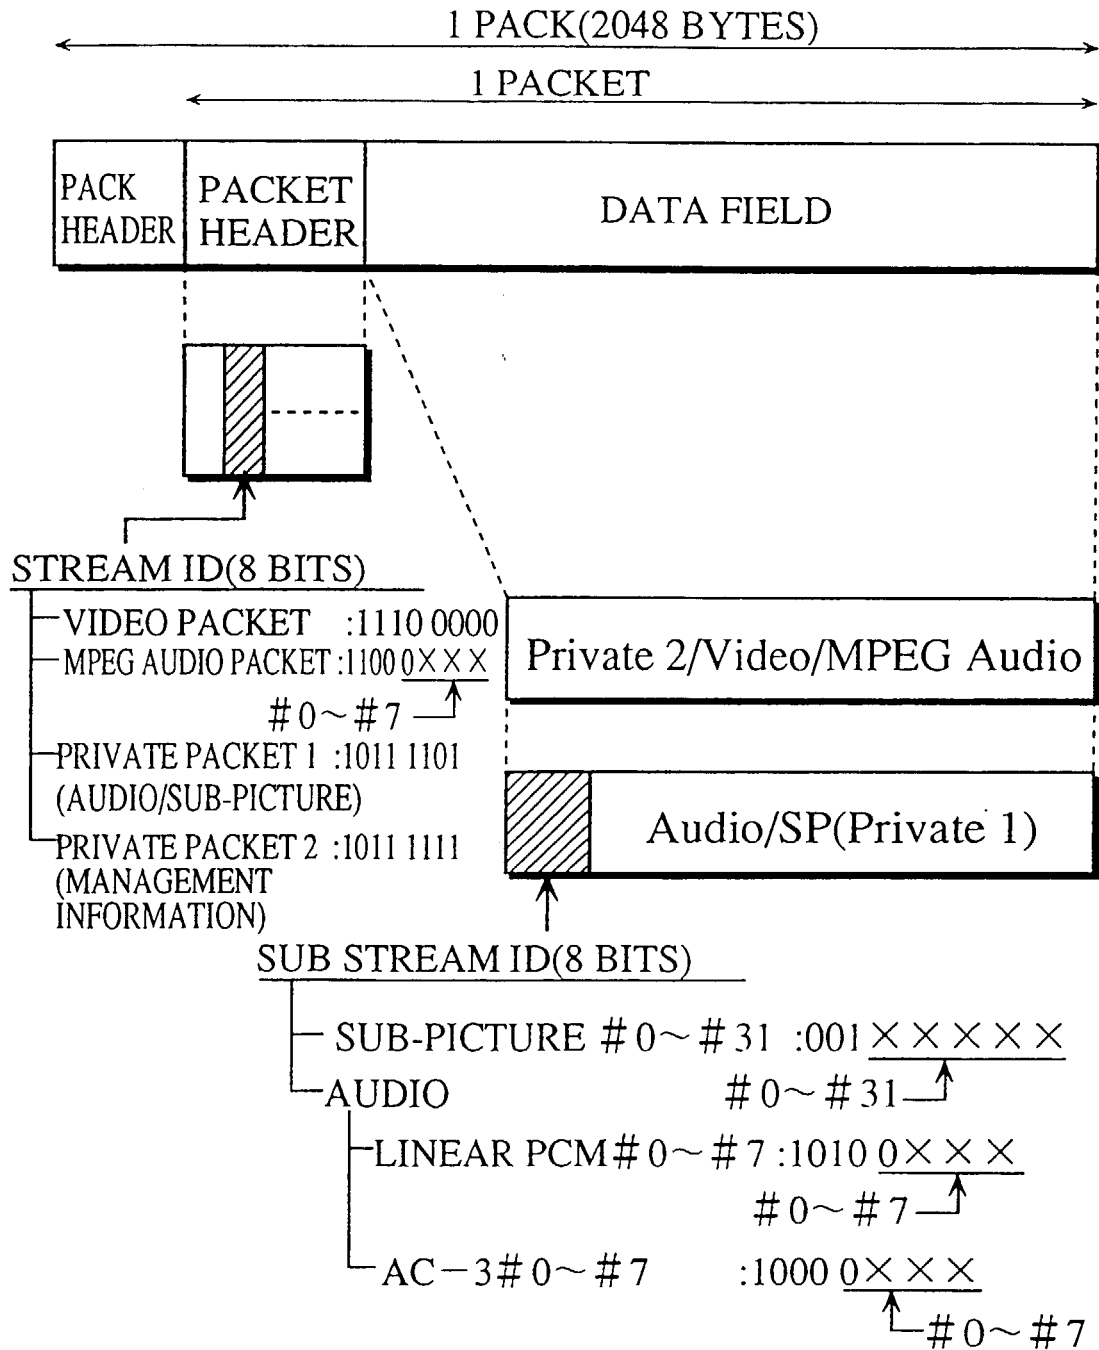 1 PACK(2048 BYTES)
1 PACKET
PACK
HEADER
PACKET
HEADER
DATA FIELD
STREAM ID(8 BITS)
VIDEO PACKET :1110 0000
MPEG AUDIO PACKET:1100 0×××
#0~#7
PRIVATE PACKET 1 :1011 1101
(AUDIO/SUB-PICTURE)
PRIVATE PACKET 2 :1011 1111
(MANAGEMENT
INFORMATION)
Private 2/Video/MPEG Audio
Audio/SP(Private 1)
SUB STREAM ID(8 BITS)
SUB-PICTURE #0~#31 :001×××××
#0~#31
AUDIO
LINEAR PCM#0~#7:1010 0×××
#0~#7
AC-3#0~#7 :1000 0×××
#0~#7